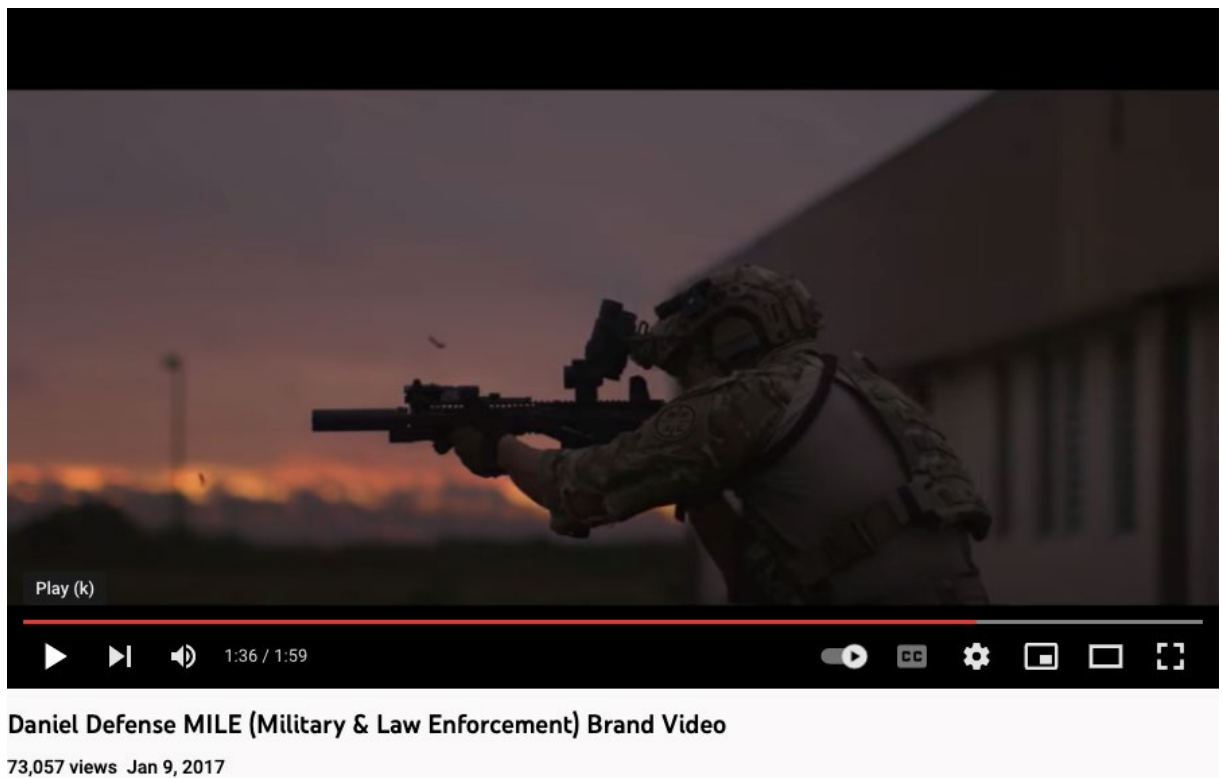 Play (k)
1:36 / 1:59
CC
Daniel Defense MILE (Military & Law Enforcement) Brand Video
73,057 views Jan 9, 2017